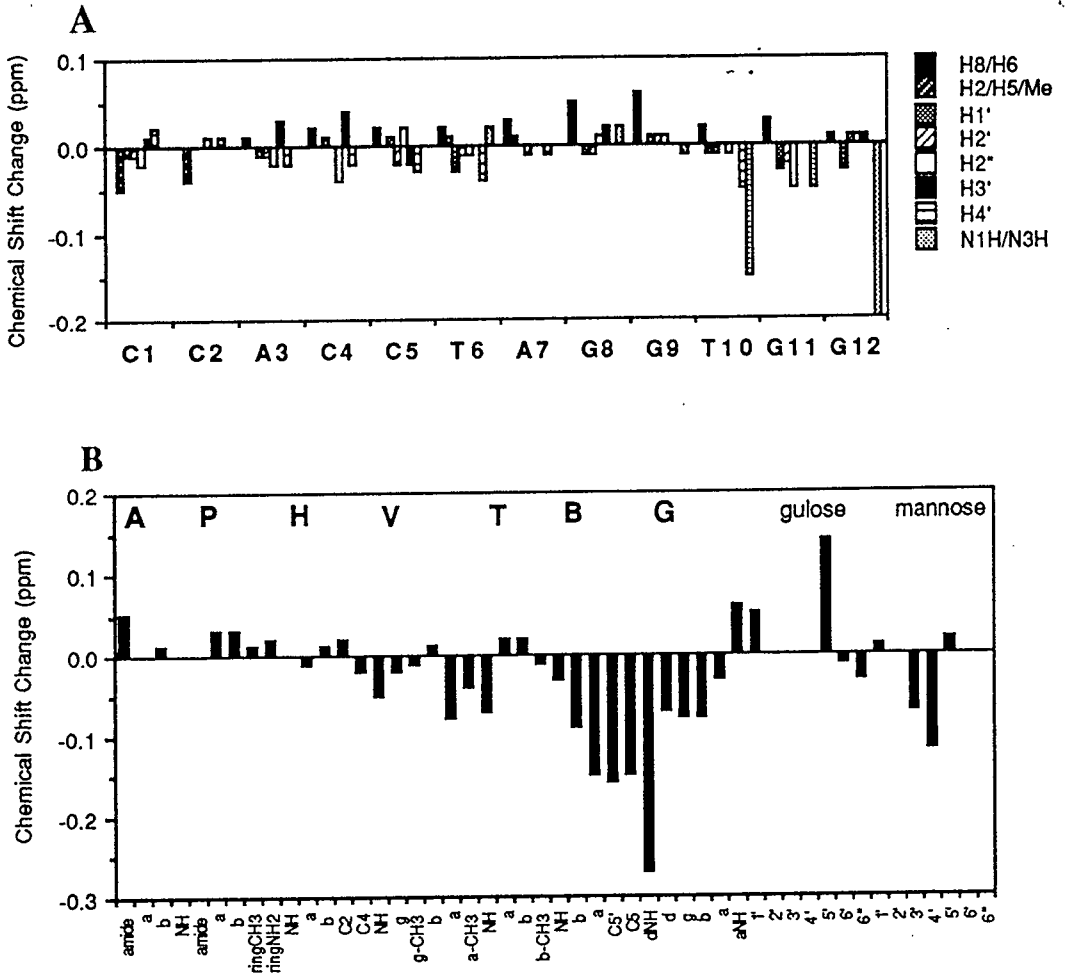 A
Chemical Shift Change (ppm)
0.1
0.0
-0.1
-0.2
C1 C2 A3 C4 C5 T6 A7 G8 G9 T10 G11 G12
H8/H6
H2/H5/Me
H1'
H2'
H2"
H3'
H4'
N1H/N3H
B
Chemical Shift Change (ppm)
0.2
0.1
0.0
-0.1
-0.2
-0.3
A P H V T B G gulose mannose
amide
a
b
NH
amide
a
b
ringCH3
ringNH2
NH
a
b
C2
C4
NH
g
g-CH3
b
a
a-CH3
NH
a
b
b-CH3
NH
b
a
C5'
C5
dNH
d
g
b
a
aNH
1'
2'
3'
4'
5'
6'
6"
1'
2'
3'
4'
5'
6'
6"